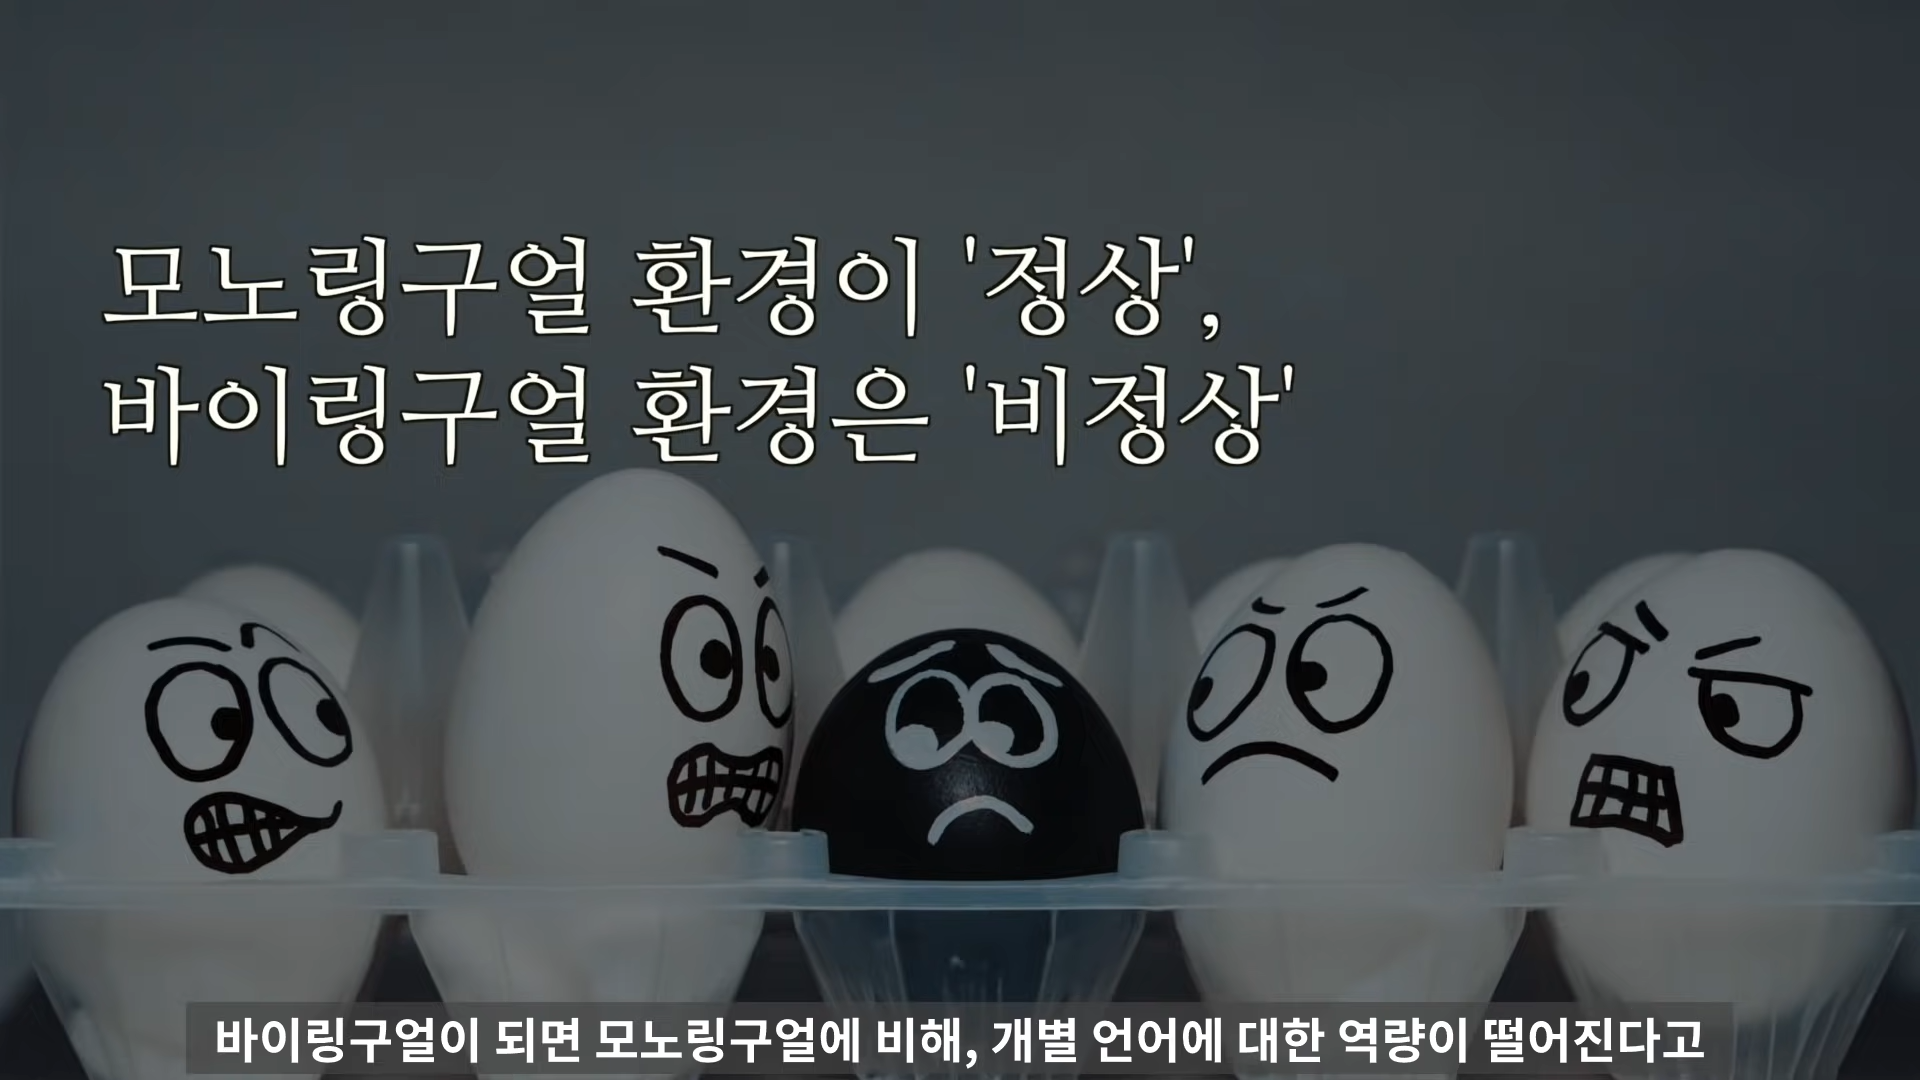 모노링구얼 환경이 '정상',
바이링구얼 환경은 '비정상'
바이링구얼이 되면 모노링구얼에 비해, 개별 언어에 대한 역량이 떨어진다고